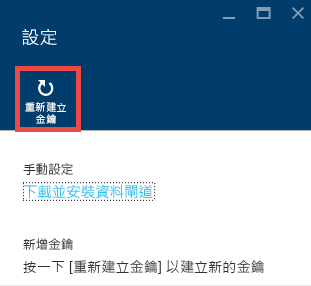 設定
重新建立
金鑰
手動設定
下載並安裝資料閘道
新增金鑰
按一下 [重新建立金鑰] 以建立新的金鑰